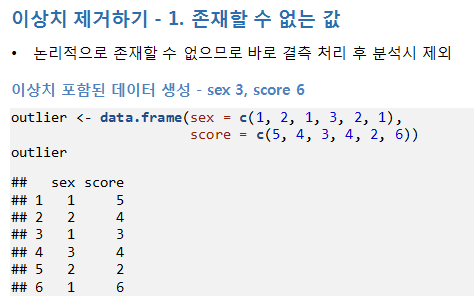 이상치 제거하기 - 1. 존재할 수 없는 값
• 논리적으로 존재할 수 없으므로 바로 결측 처리 후 분석시 제외
이상치 포함된 데이터 생성 - sex 3, score 6
outlier <- data.frame(sex = c(1, 2, 1, 3, 2, 1),
score = c(5, 4, 3, 4, 2, 6))
outlier
##   sex score
## 1   1     5
## 2   2     4
## 3   1     3
## 4   3     4
## 5   2     2
## 6   1     6